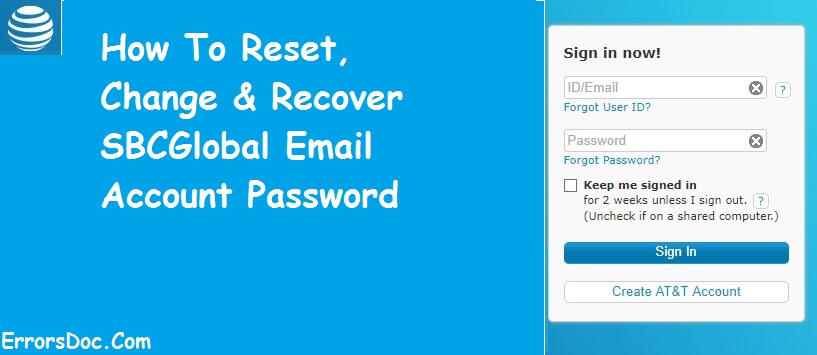 How To Reset,
Change & Recover
SBCGlobal Email
Account Password
ErrorsDoc.Com
Sign in now!
ID/Email
?
Forgot User ID?
Password
Forgot Password?
Keep me signed in
for 2 weeks unless I sign out. ?
(Uncheck if on a shared computer.)
Sign In
Create AT&T Account